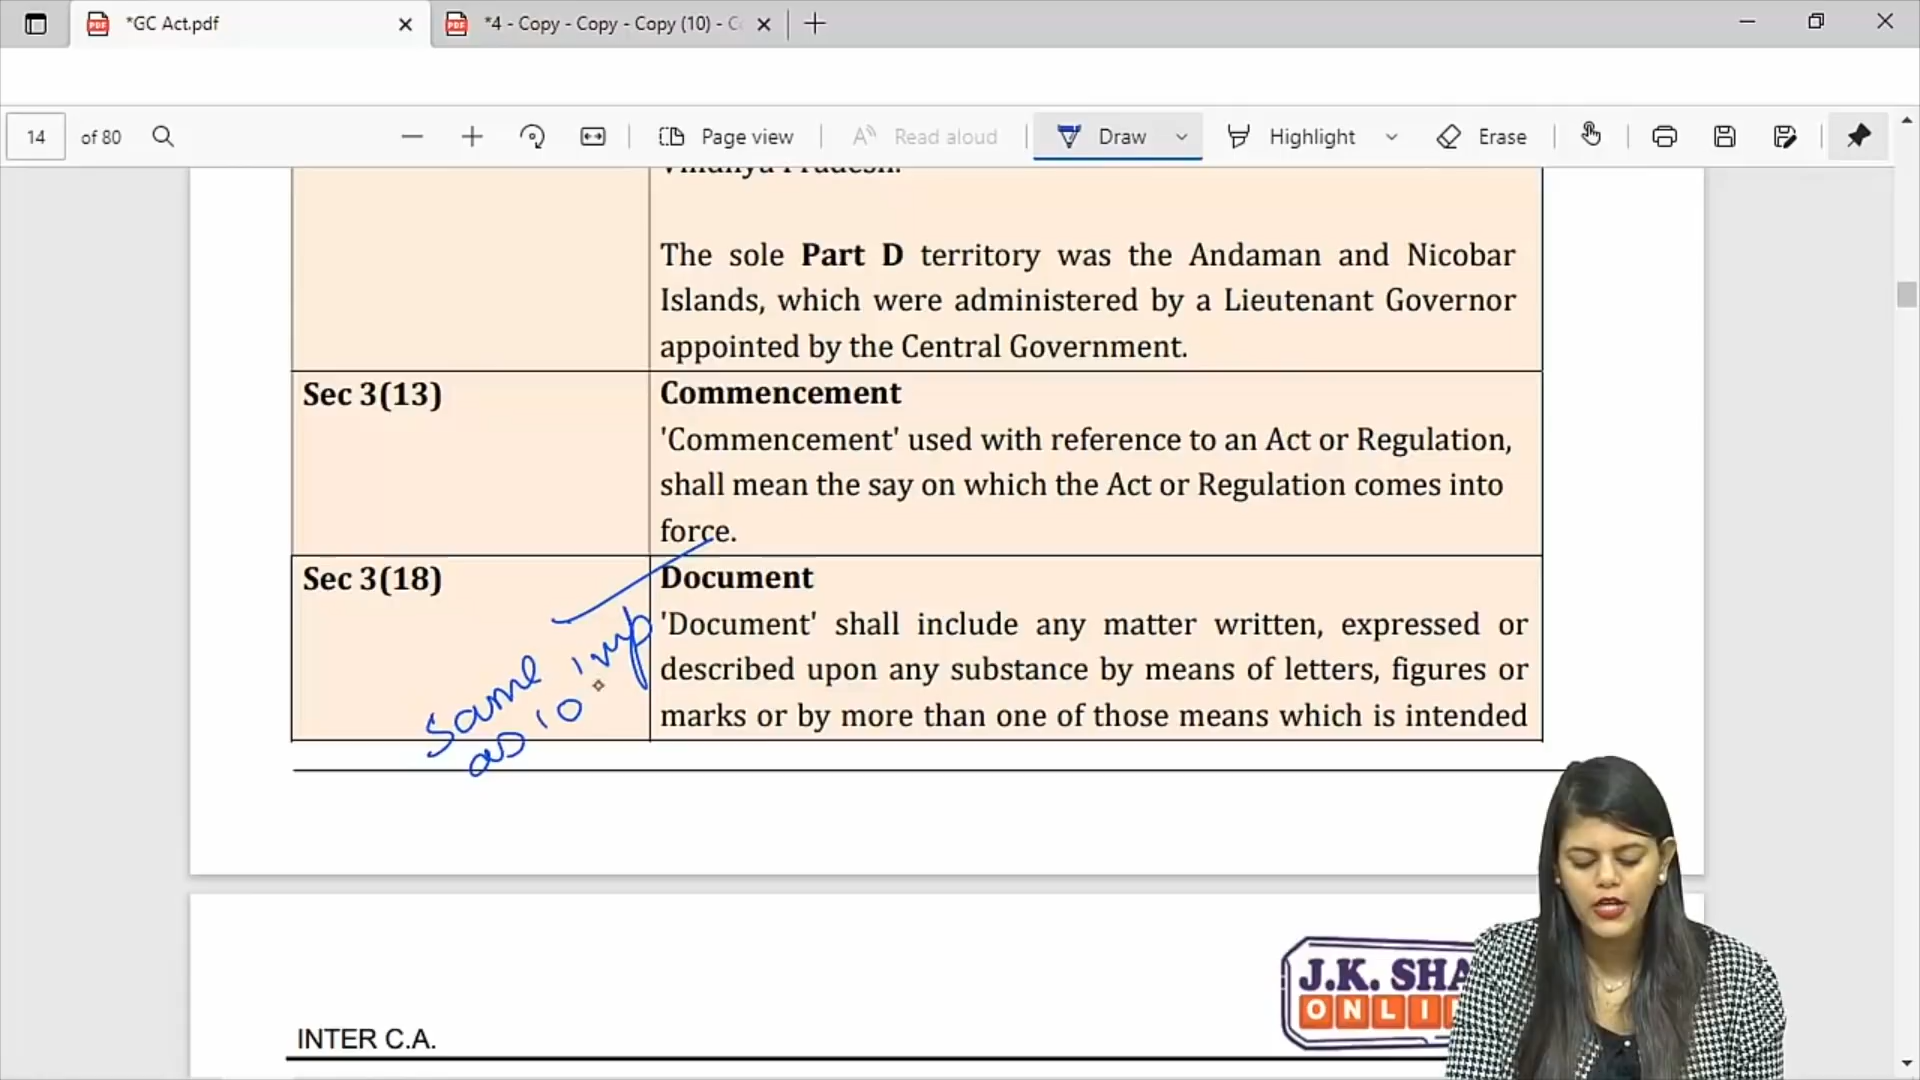 *GC Act.pdf
*4 - Copy - Copy - Copy (10) - C
14 of 80
Page view
Read aloud
Draw
Highlight
Erase
Vindhya Pradesh.
The sole Part D territory was the Andaman and Nicobar
Islands, which were administered by a Lieutenant Governor
appointed by the Central Government.
Sec 3(13)
Commencement
'Commencement' used with reference to an Act or Regulation,
shall mean the say on which the Act or Regulation comes into
force.
Sec 3(18)
Document
'Document' shall include any matter written, expressed or
described upon any substance by means of letters, figures or
marks or by more than one of those means which is intended
same imp
as 10
J.K. SHA
ONLI
INTER C.A.